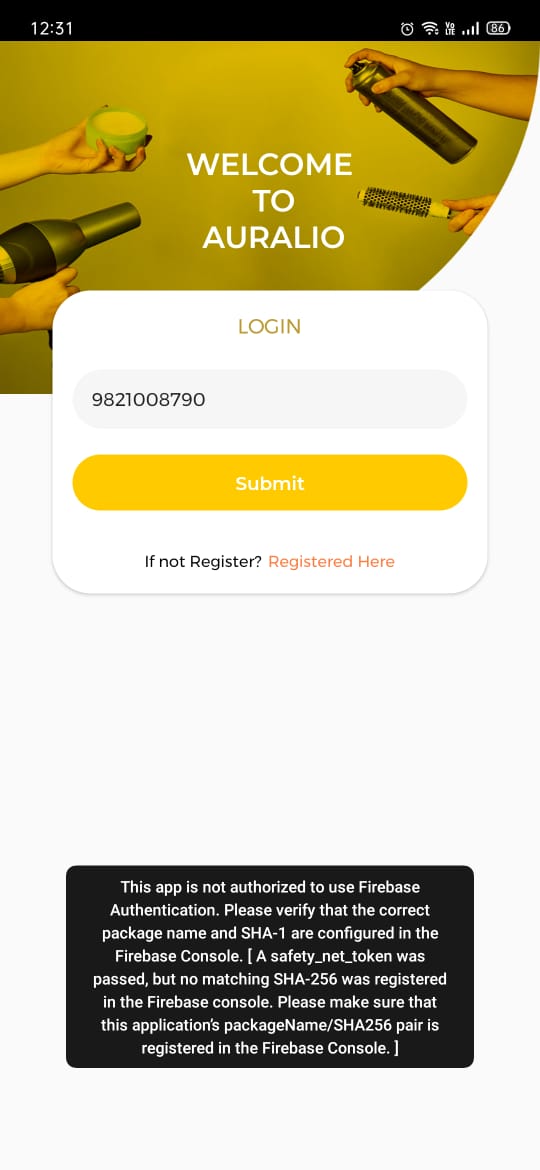 12:31
Vo LTE 86
WELCOME
TO
AURALIO
LOGIN
9821008790
Submit
If not Register? Registered Here
This app is not authorized to use Firebase
Authentication. Please verify that the correct
package name and SHA-1 are configured in the
Firebase Console. [ A safety_net_token was
passed, but no matching SHA-256 was registered
in the Firebase console. Please make sure that
this application's packageName/SHA256 pair is
registered in the Firebase Console. ]